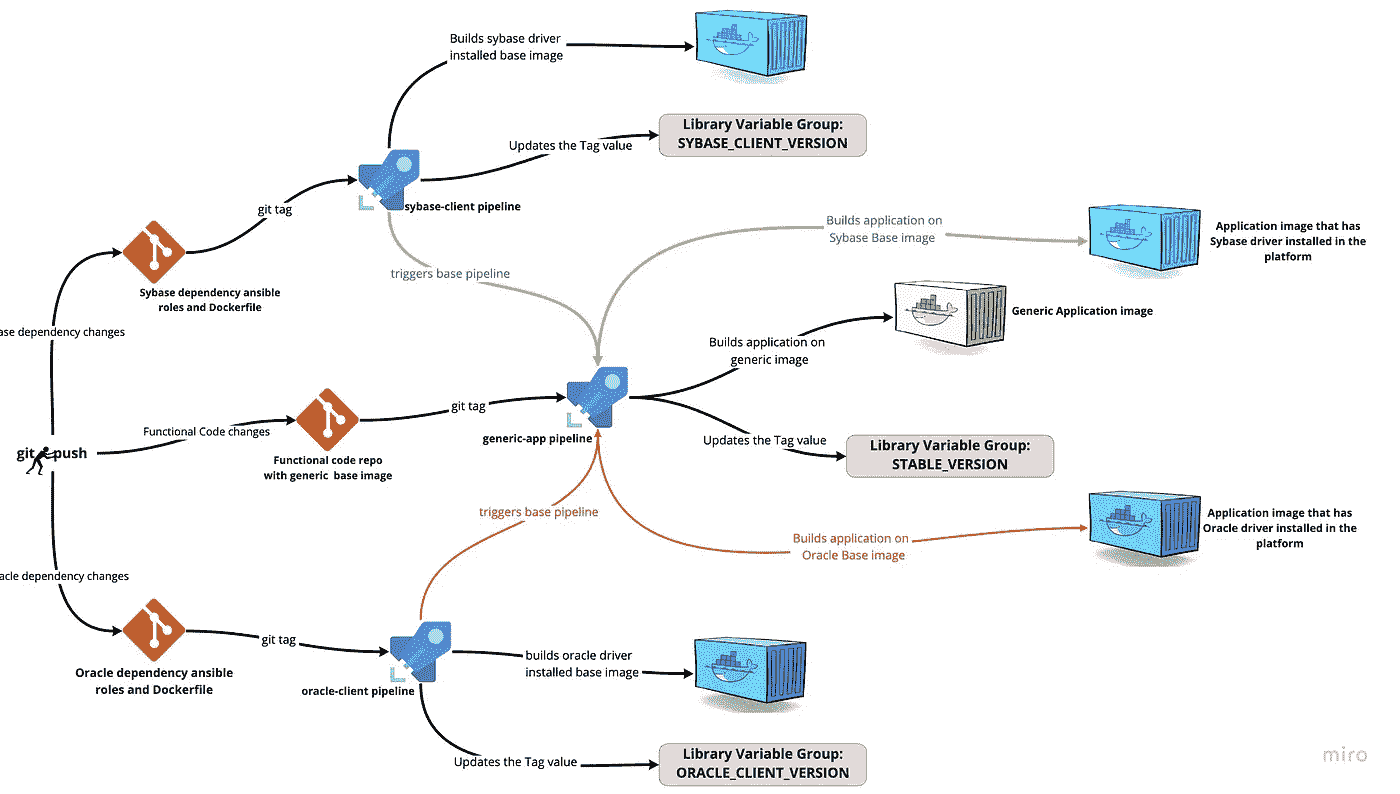 Builds sybase driver
installed base image
Library Variable Group:
SYBASE_CLIENT_VERSION
Updates the Tag value
sybase-client pipeline
git tag
Sybase dependency ansible
roles and Dockerfile
triggers base pipeline
Builds application on
Sybase Base image
Application image that has
Sybase driver installed in the
platform
Generic Application image
dependency changes
Builds application on
generic image
git tag
generic-app pipeline
Functional Code changes
git push
Functional code repo
with generic base image
Updates the Tag value
Library Variable Group:
STABLE_VERSION
triggers base pipeline
Builds application on
Oracle Base image
Application image that has
Oracle driver installed in the
platform
dependency changes
git tag
Oracle dependency ansible
roles and Dockerfile
oracle-client pipeline
builds oracle driver
installed base image
Updates the Tag value
Library Variable Group:
ORACLE_CLIENT_VERSION
miro